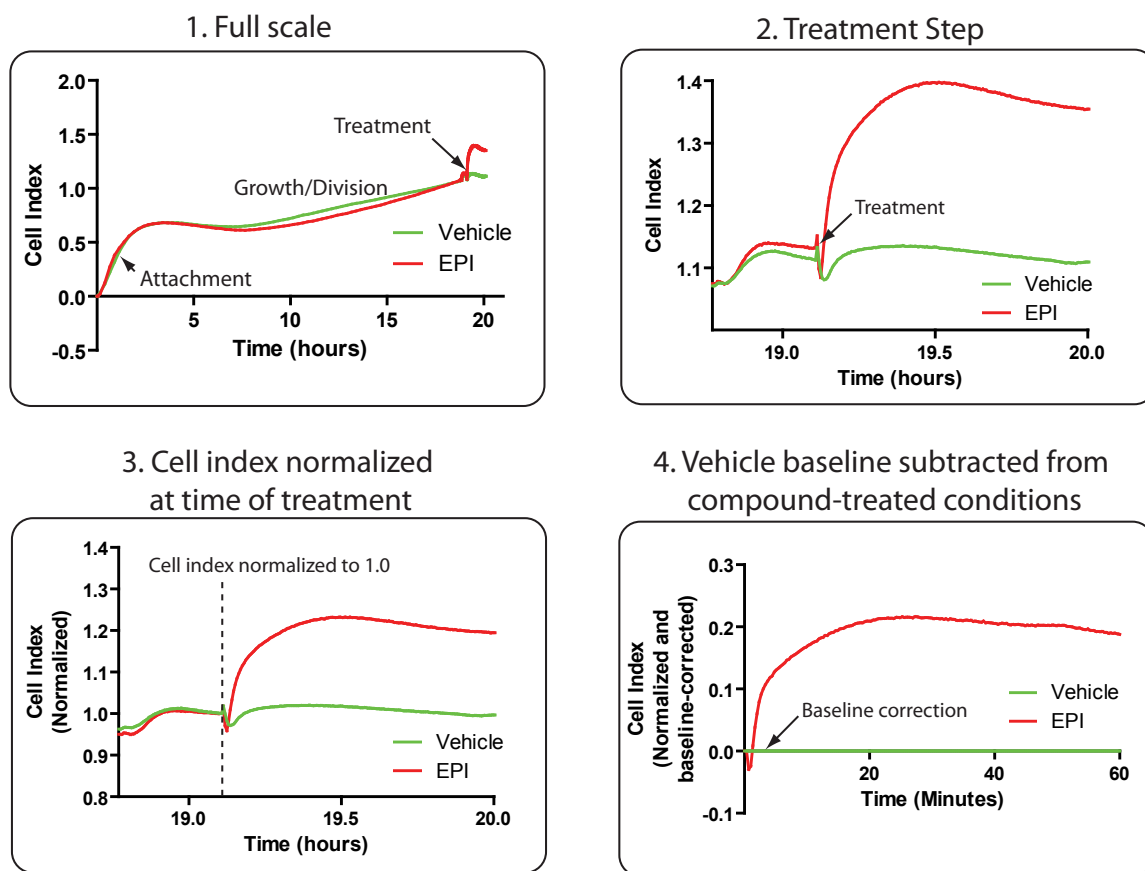 1. Full scale
2.0
1.5
1.0
0.5
0.0
-0.5
Cell Index
Treatment
Growth/Division
Attachment
Vehicle
EPI
5
10
15
20
Time (hours)
2. Treatment Step
1.4
1.3
1.2
1.1
Cell Index
Treatment
Vehicle
EPI
19.0
19.5
20.0
Time (hours)
3. Cell index normalized
at time of treatment
1.4
1.3
1.2
1.1
1.0
0.9
0.8
Cell Index
(Normalized)
Cell index normalized to 1.0
Vehicle
EPI
19.0
19.5
20.0
Time (hours)
4. Vehicle baseline subtracted from
compound-treated conditions
0.3
0.2
0.1
0.0
-0.1
Cell Index
(Normalized and
baseline-corrected)
Vehicle
EPI
Baseline correction
20
40
60
Time (Minutes)